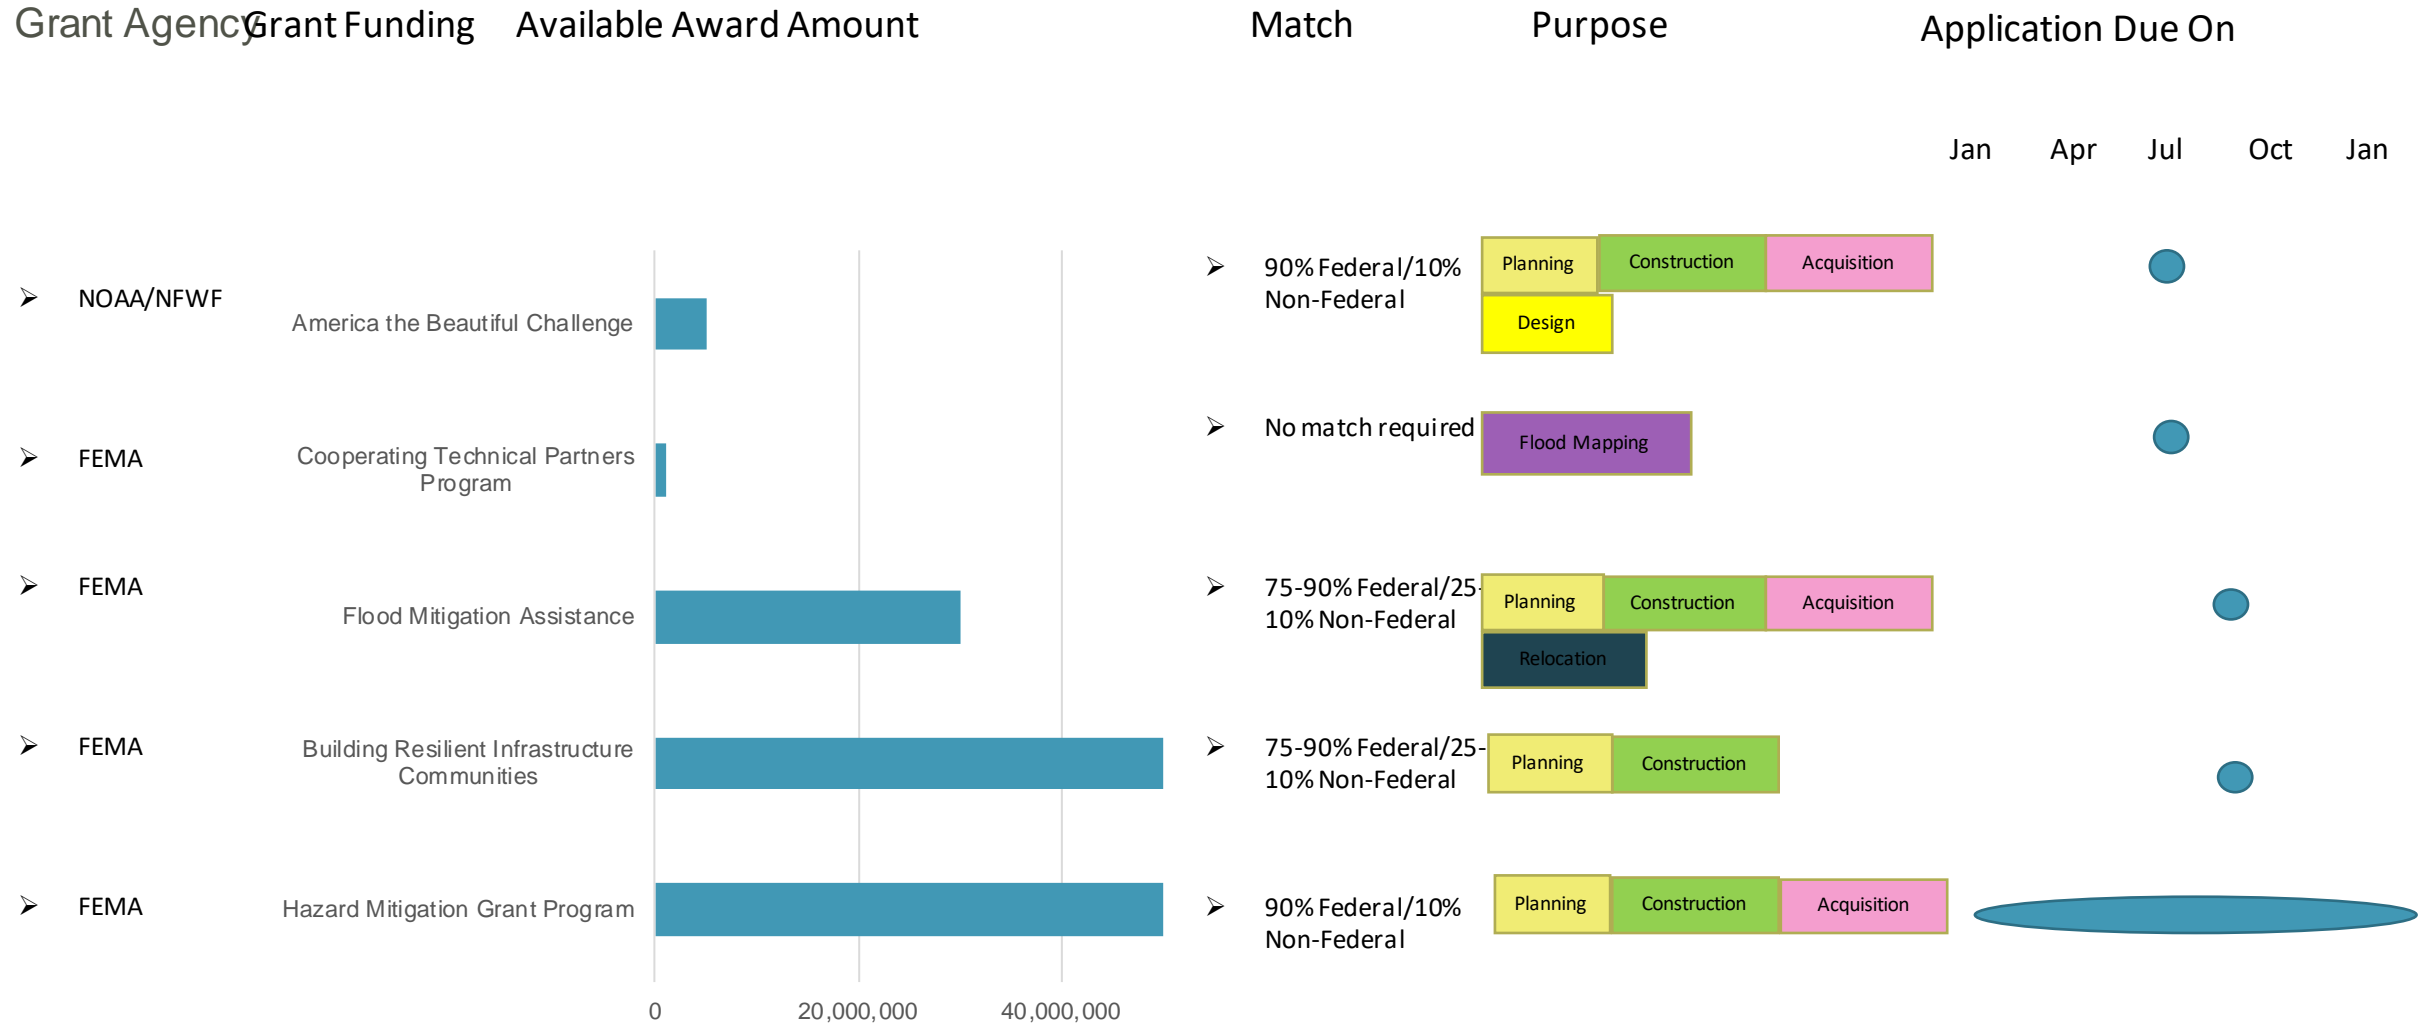 Grant Agency Grant Funding Available Award Amount Match Purpose Application Due On
Jan Apr Jul Oct Jan
NOAA/NFWF
America the Beautiful Challenge
90% Federal/10%
Non-Federal
Planning Construction Acquisition
Design
FEMA
Cooperating Technical Partners
Program
No match required
Flood Mapping
FEMA
Flood Mitigation Assistance
75-90% Federal/25-
10% Non-Federal
Planning Construction Acquisition
Relocation
FEMA
Building Resilient Infrastructure
Communities
75-90% Federal/25-
10% Non-Federal
Planning Construction
FEMA
Hazard Mitigation Grant Program
90% Federal/10%
Non-Federal
Planning Construction Acquisition
0 20,000,000 40,000,000